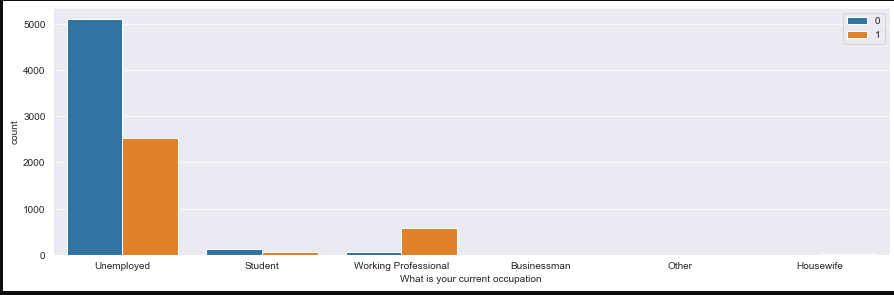 5000
4000
3000
2000
1000
0
count
Unemployed Student Working Professional Businessman Other Housewife
What is your current occupation
0
1